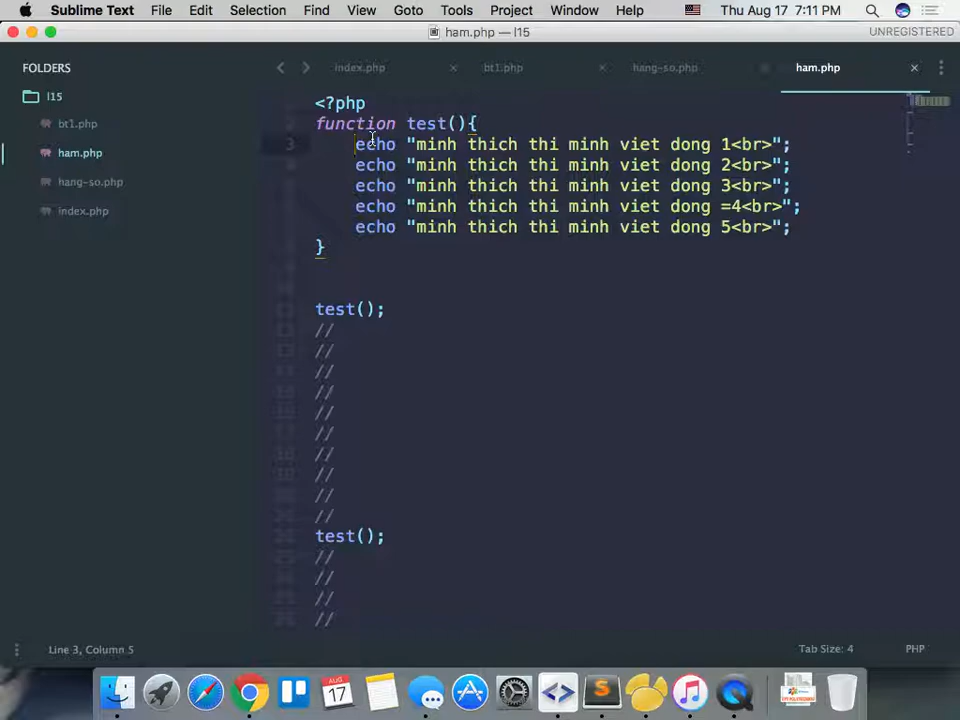 Sublime Text File Edit Selection Find View Goto Tools Project Window Help Thu Aug 17 7:11 PM
ham.php — l15 UNREGISTERED
FOLDERS
l15
bt1.php
ham.php
hang-so.php
index.php
index.php bt1.php hang-so.php ham.php
<?php
function test(){
3 echo "minh thich thi minh viet dong 1<br>";
echo "minh thich thi minh viet dong 2<br>";
echo "minh thich thi minh viet dong 3<br>";
echo "minh thich thi minh viet dong =4<br>";
echo "minh thich thi minh viet dong 5<br>";
}
test();
//
//
//
//
//
//
//
//
//
//
test();
//
//
//
//
Line 3, Column 5 Tab Size: 4 PHP
AUG
17